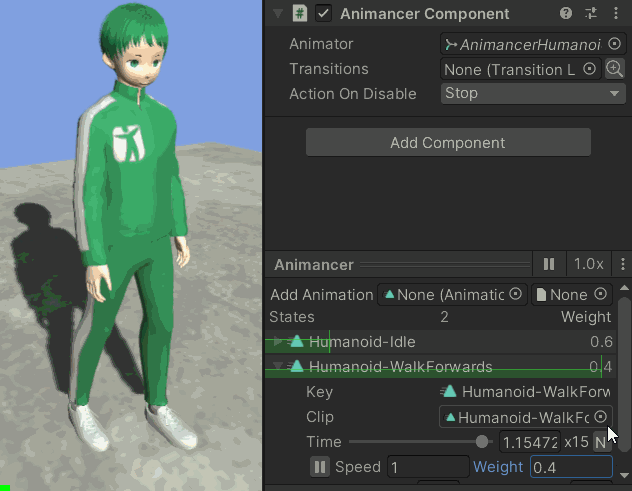 # Animancer Component
Animator AnimancerHumanoi
Transitions None (Transition L
Action On Disable Stop
Add Component
Animancer 1.0x
Add Animation None (Animatic None
States 2 Weight
Humanoid-Idle 0.6
Humanoid-WalkForwards 0.4
Key Humanoid-WalkForw
Clip Humanoid-WalkFo
Time 1.15472 x15 N
Speed 1 Weight 0.4